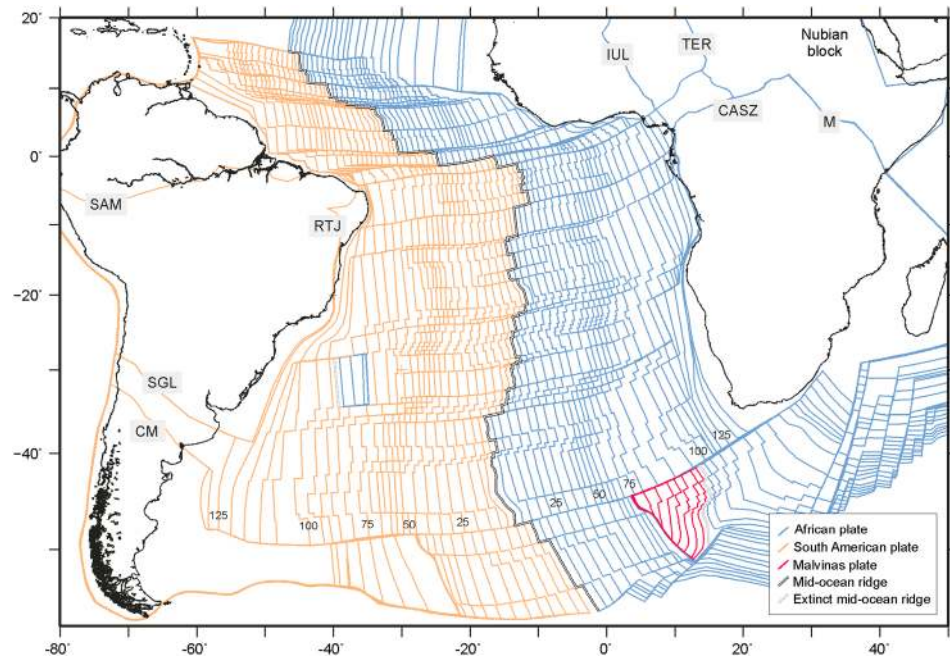 20˚
10˚
0˚
−10˚
−20˚
−40˚
−80
−60
−40
−20
0˚
20˚
40˚
IUL
TER
Nubian
block
CASZ
M
SAM
RTJ
SGL
CM
125
100
75
50
25
25
50
75
100
125
African plate
South American plate
Malvinas plate
Mid-ocean ridge
Extinct mid-ocean ridge